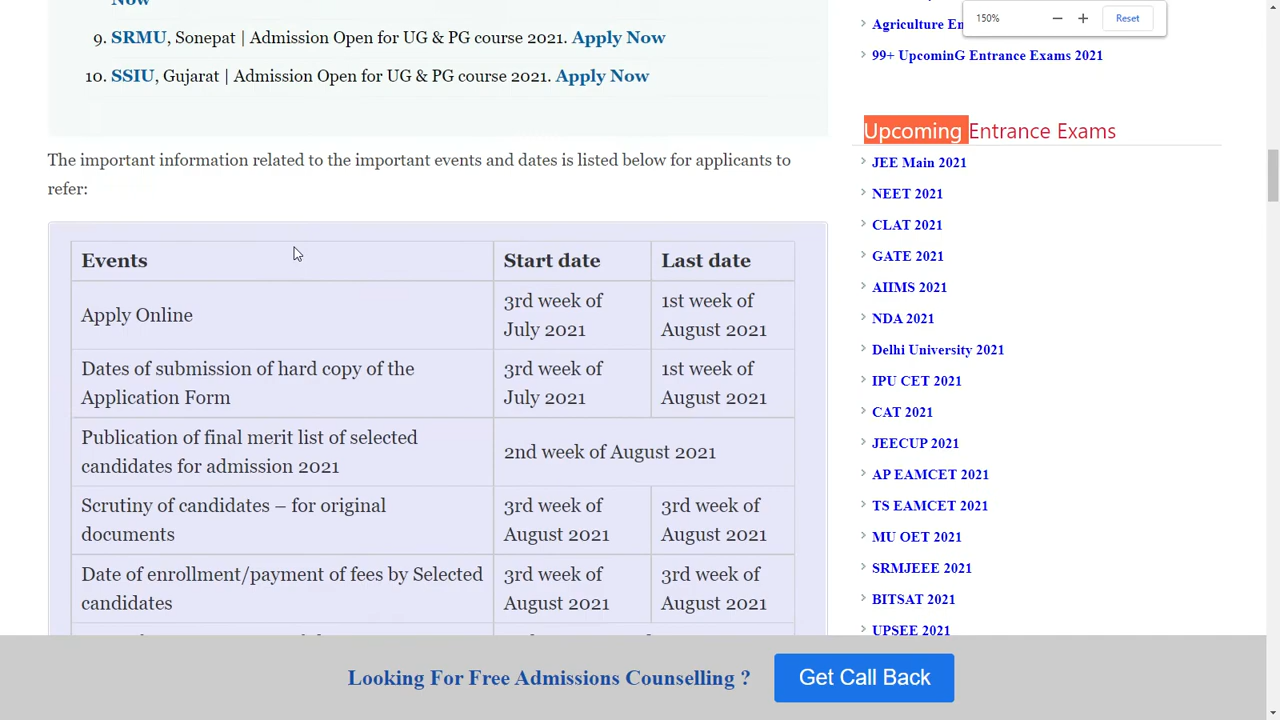 Now
9. SRMU, Sonepat | Admission Open for UG & PG course 2021. Apply Now
10. SSIU, Gujarat | Admission Open for UG & PG course 2021. Apply Now
The important information related to the important events and dates is listed below for applicants to
refer:
Events Start date Last date
Apply Online 3rd week of July 2021 1st week of August 2021
Dates of submission of hard copy of the Application Form 3rd week of July 2021 1st week of August 2021
Publication of final merit list of selected candidates for admission 2021 2nd week of August 2021
Scrutiny of candidates – for original documents 3rd week of August 2021 3rd week of August 2021
Date of enrollment/payment of fees by Selected candidates 3rd week of August 2021 3rd week of August 2021
Agriculture En
99+ UpcominG Entrance Exams 2021
150% − + Reset
Upcoming Entrance Exams
JEE Main 2021
NEET 2021
CLAT 2021
GATE 2021
AIIMS 2021
NDA 2021
Delhi University 2021
IPU CET 2021
CAT 2021
JEECUP 2021
AP EAMCET 2021
TS EAMCET 2021
MU OET 2021
SRMJEEE 2021
BITSAT 2021
UPSEE 2021
Looking For Free Admissions Counselling ? Get Call Back